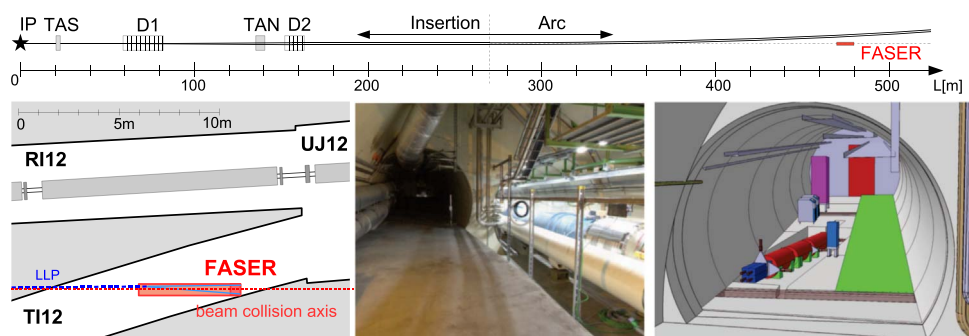 IP TAS D1 TAN D2 Insertion Arc
FASER
0 100 200 300 400 500 L[m]
0 5m 10m
RI12 UJ12
LLP FASER
TI12 beam collision axis